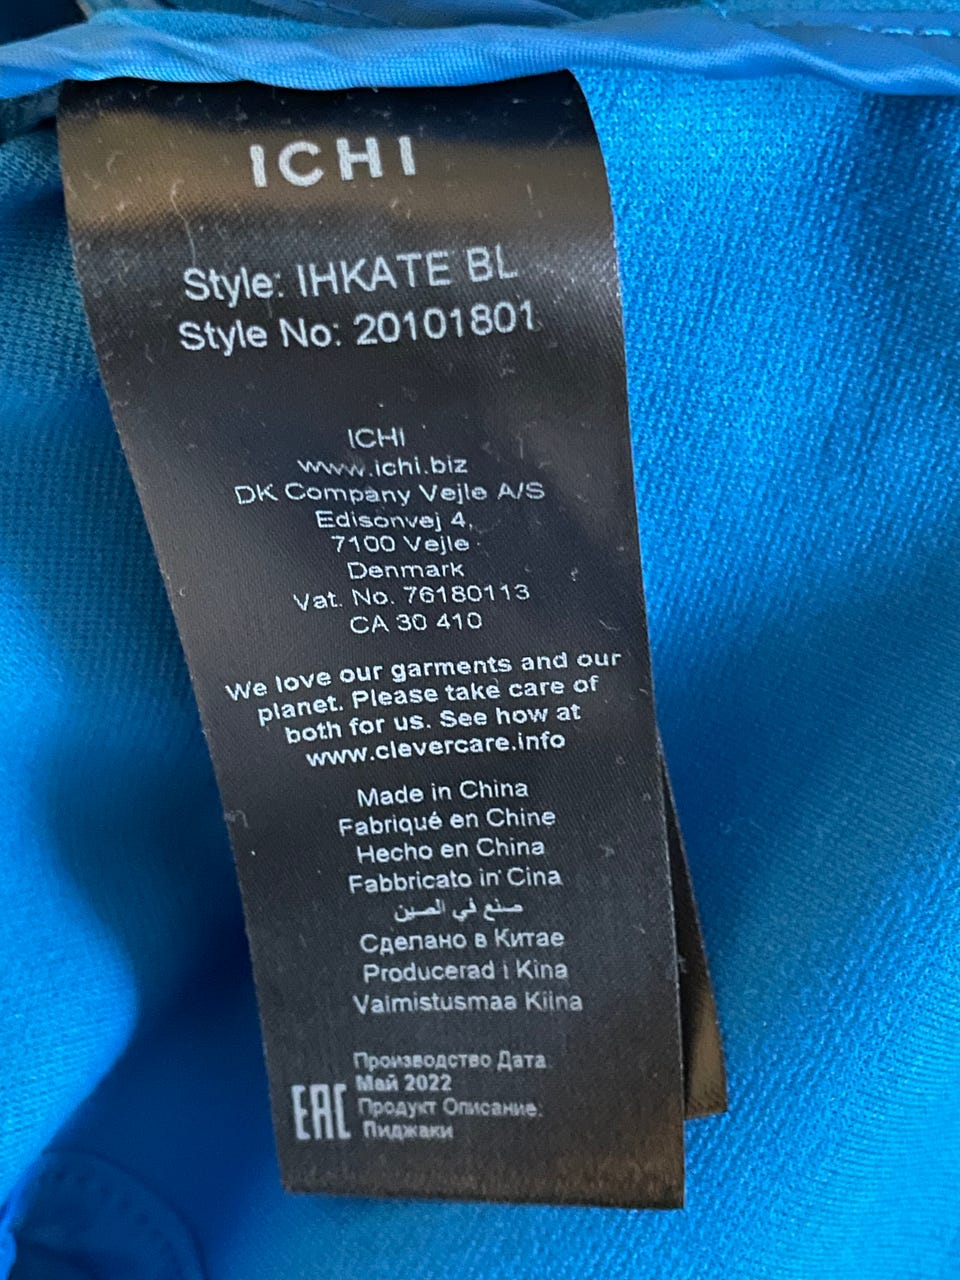 ICHI
Style: IHKATE BL
Style No: 20101801
ICHI
www.ichi.biz
DK Company Vejle A/S
Edisonvej 4,
7100 Vejle
Denmark
Vat. No. 76180113
CA 30 410
We love our garments and our
planet. Please take care of
both for us. See how at
www.clevercare.info
Made in China
Fabriqué en Chine
Hecho en China
Fabbricato in Cina
صنع في الصين
Сделано в Китае
Producerad i Kina
Valmistusmaa Kiina
Производство Дата:
Май 2022
EAC
Продукт Описание:
Пиджаки